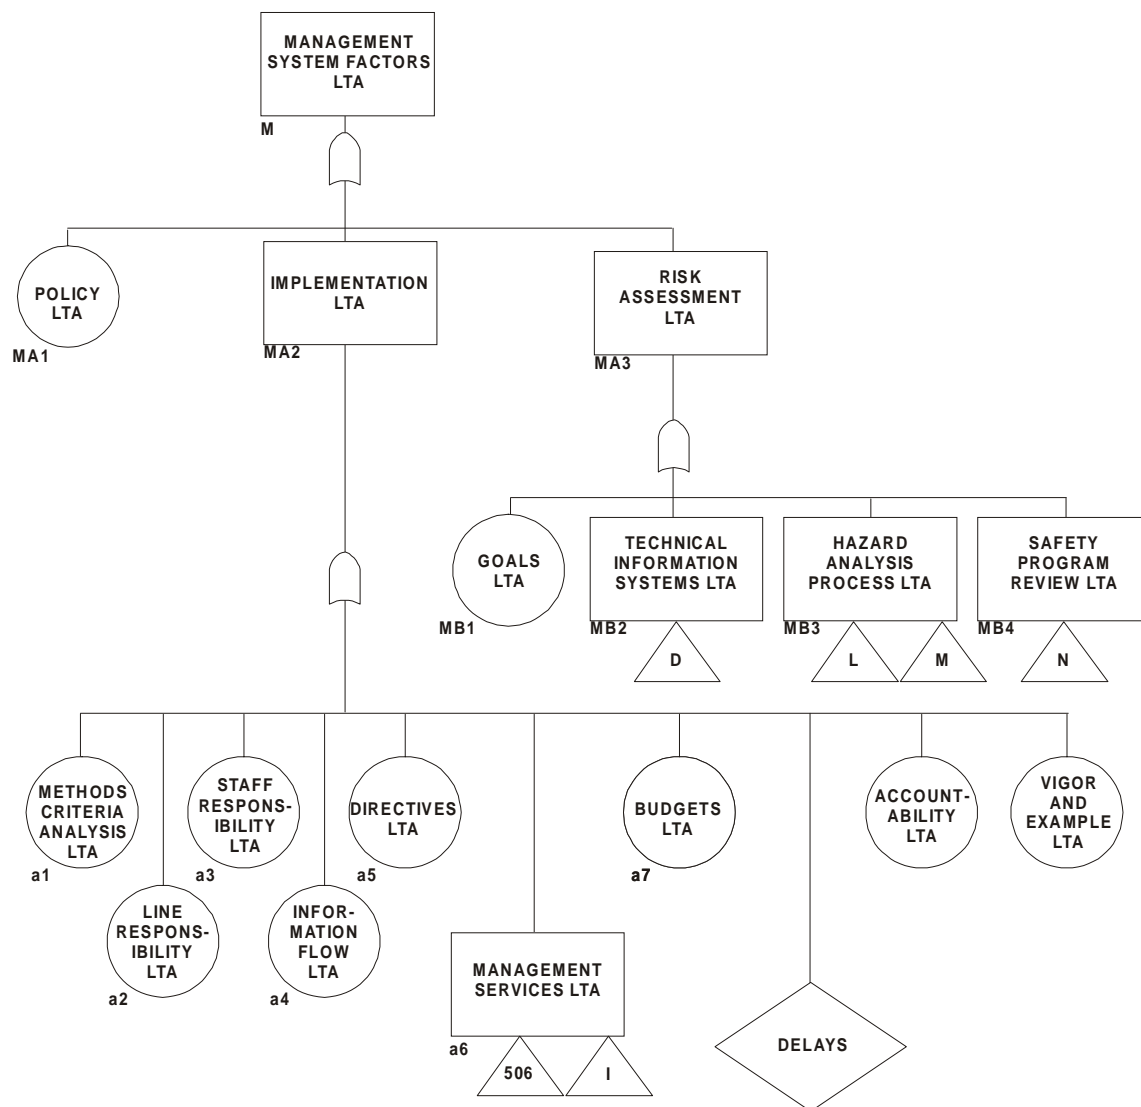 MANAGEMENT
SYSTEM FACTORS
LTA
M
POLICY
LTA
MA1
IMPLEMENTATION
LTA
MA2
RISK
ASSESSMENT
LTA
MA3
GOALS
LTA
MB1
TECHNICAL
INFORMATION
SYSTEMS LTA
MB2
D
HAZARD
ANALYSIS
PROCESS LTA
MB3
L
M
SAFETY
PROGRAM
REVIEW LTA
MB4
N
METHODS
CRITERIA
ANALYSIS
LTA
a1
LINE
RESPONS-
IBILITY
LTA
a2
STAFF
RESPONS-
IBILITY
LTA
a3
INFOR-
MATION
FLOW
LTA
a4
DIRECTIVES
LTA
a5
MANAGEMENT
SERVICES LTA
a6
506
I
BUDGETS
LTA
a7
DELAYS
ACCOUNT-
ABILITY
LTA
VIGOR
AND
EXAMPLE
LTA